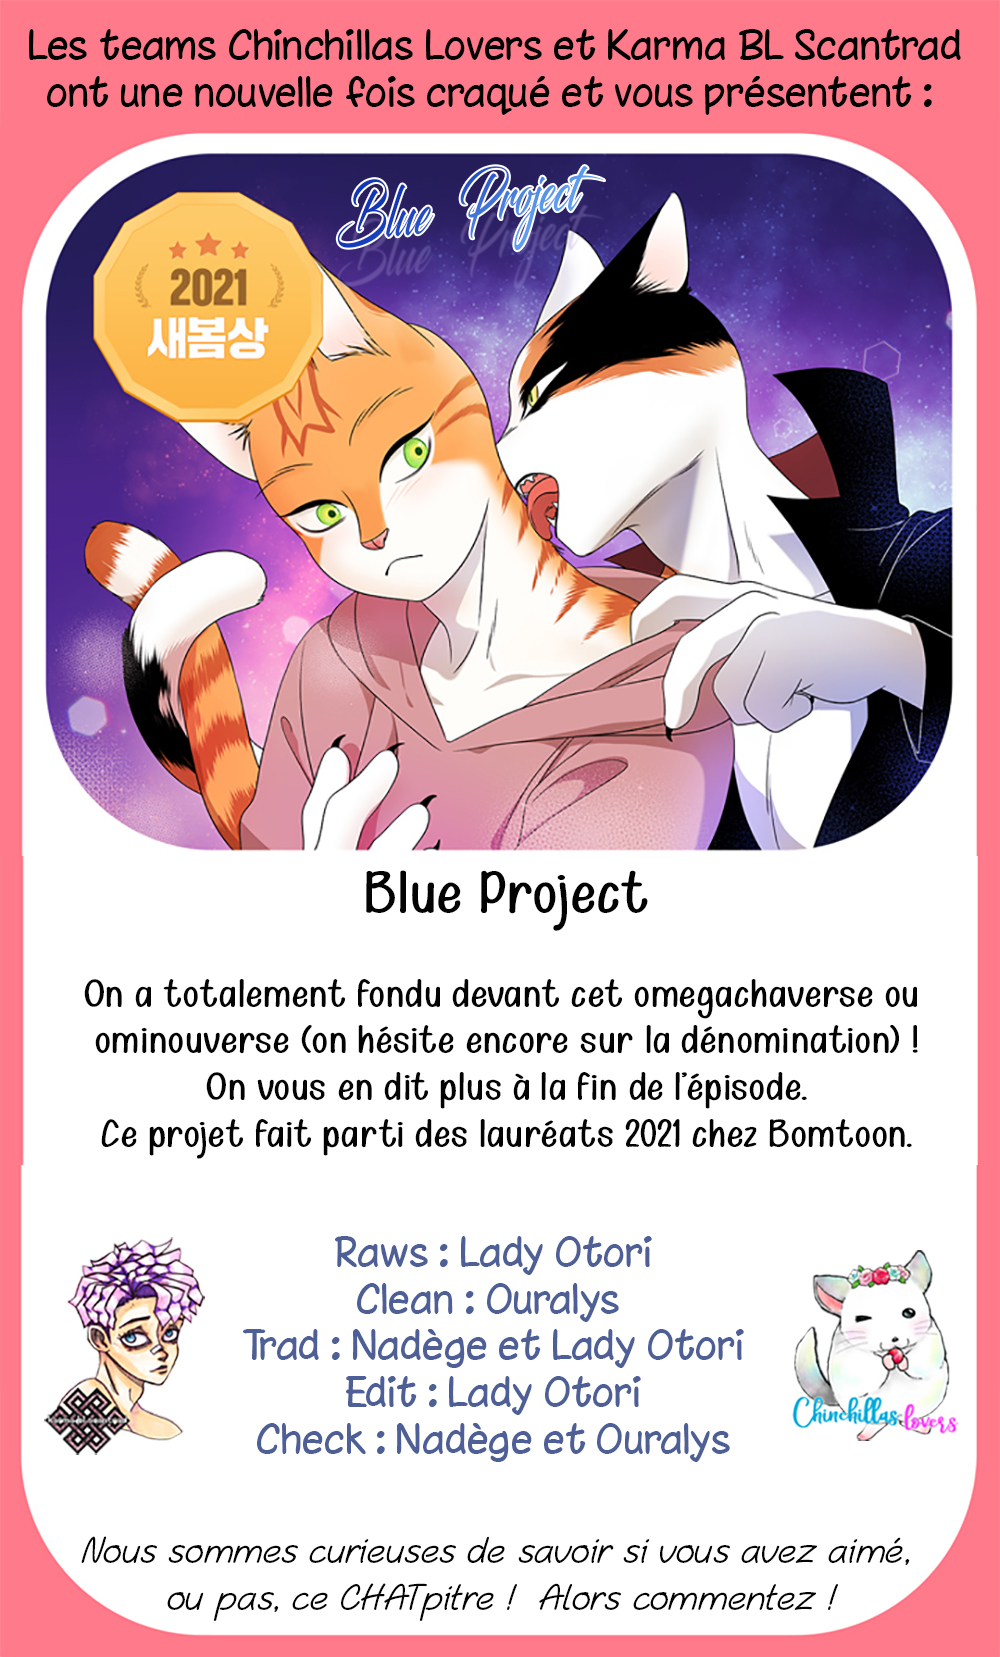 Les teams Chinchillas Lovers et Karma BL Scantrad
ont une nouvelle fois craqué et vous présentent :
Blue Project
Blue Project
2021
새봄상
Blue Project
On a totalement fondu devant cet omegachaverse ou
ominouverse (on hésite encore sur la dénomination) !
On vous en dit plus à la fin de l'épisode.
Ce projet fait parti des lauréats 2021 chez Bomtoon.
Raws : Lady Otori
Clean : Ouralys
Trad : Nadège et Lady Otori
Edit : Lady Otori
Check : Nadège et Ouralys
Chinchillas-lovers
Nous sommes curieuses de savoir si vous avez aimé,
ou pas, ce CHATpitre ! Alors commentez !